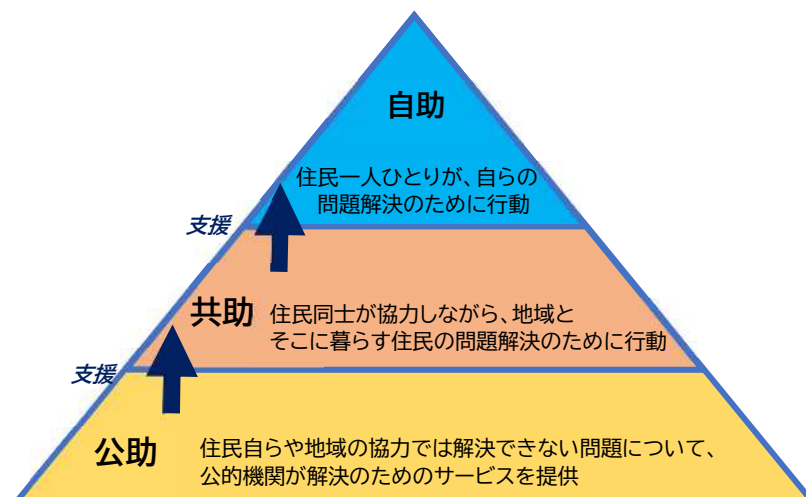 自助
住民一人ひとりが、自らの
問題解決のために行動
支援
共助
住民同士が協力しながら、地域と
そこに暮らす住民の問題解決のために行動
支援
公助
住民自らや地域の協力では解決できない問題について、
公的機関が解決のためのサービスを提供